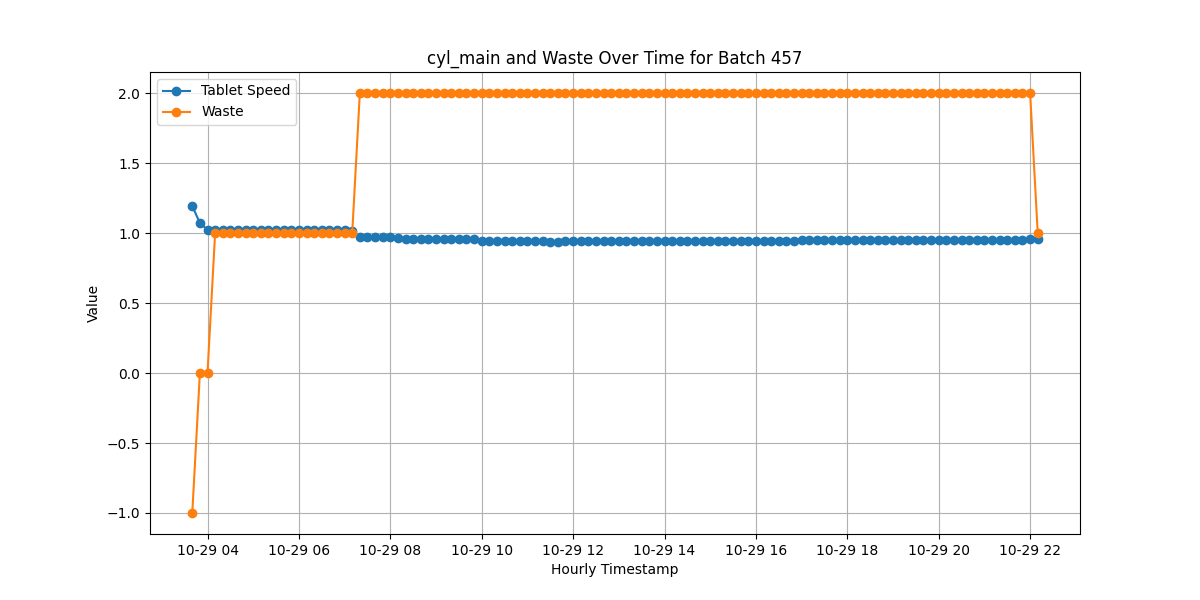 cyl_main and Waste Over Time for Batch 457
Tablet Speed
Waste
2.0
1.5
1.0
0.5
0.0
−0.5
−1.0
Value
10-29 04 10-29 06 10-29 08 10-29 10 10-29 12 10-29 14 10-29 16 10-29 18 10-29 20 10-29 22
Hourly Timestamp